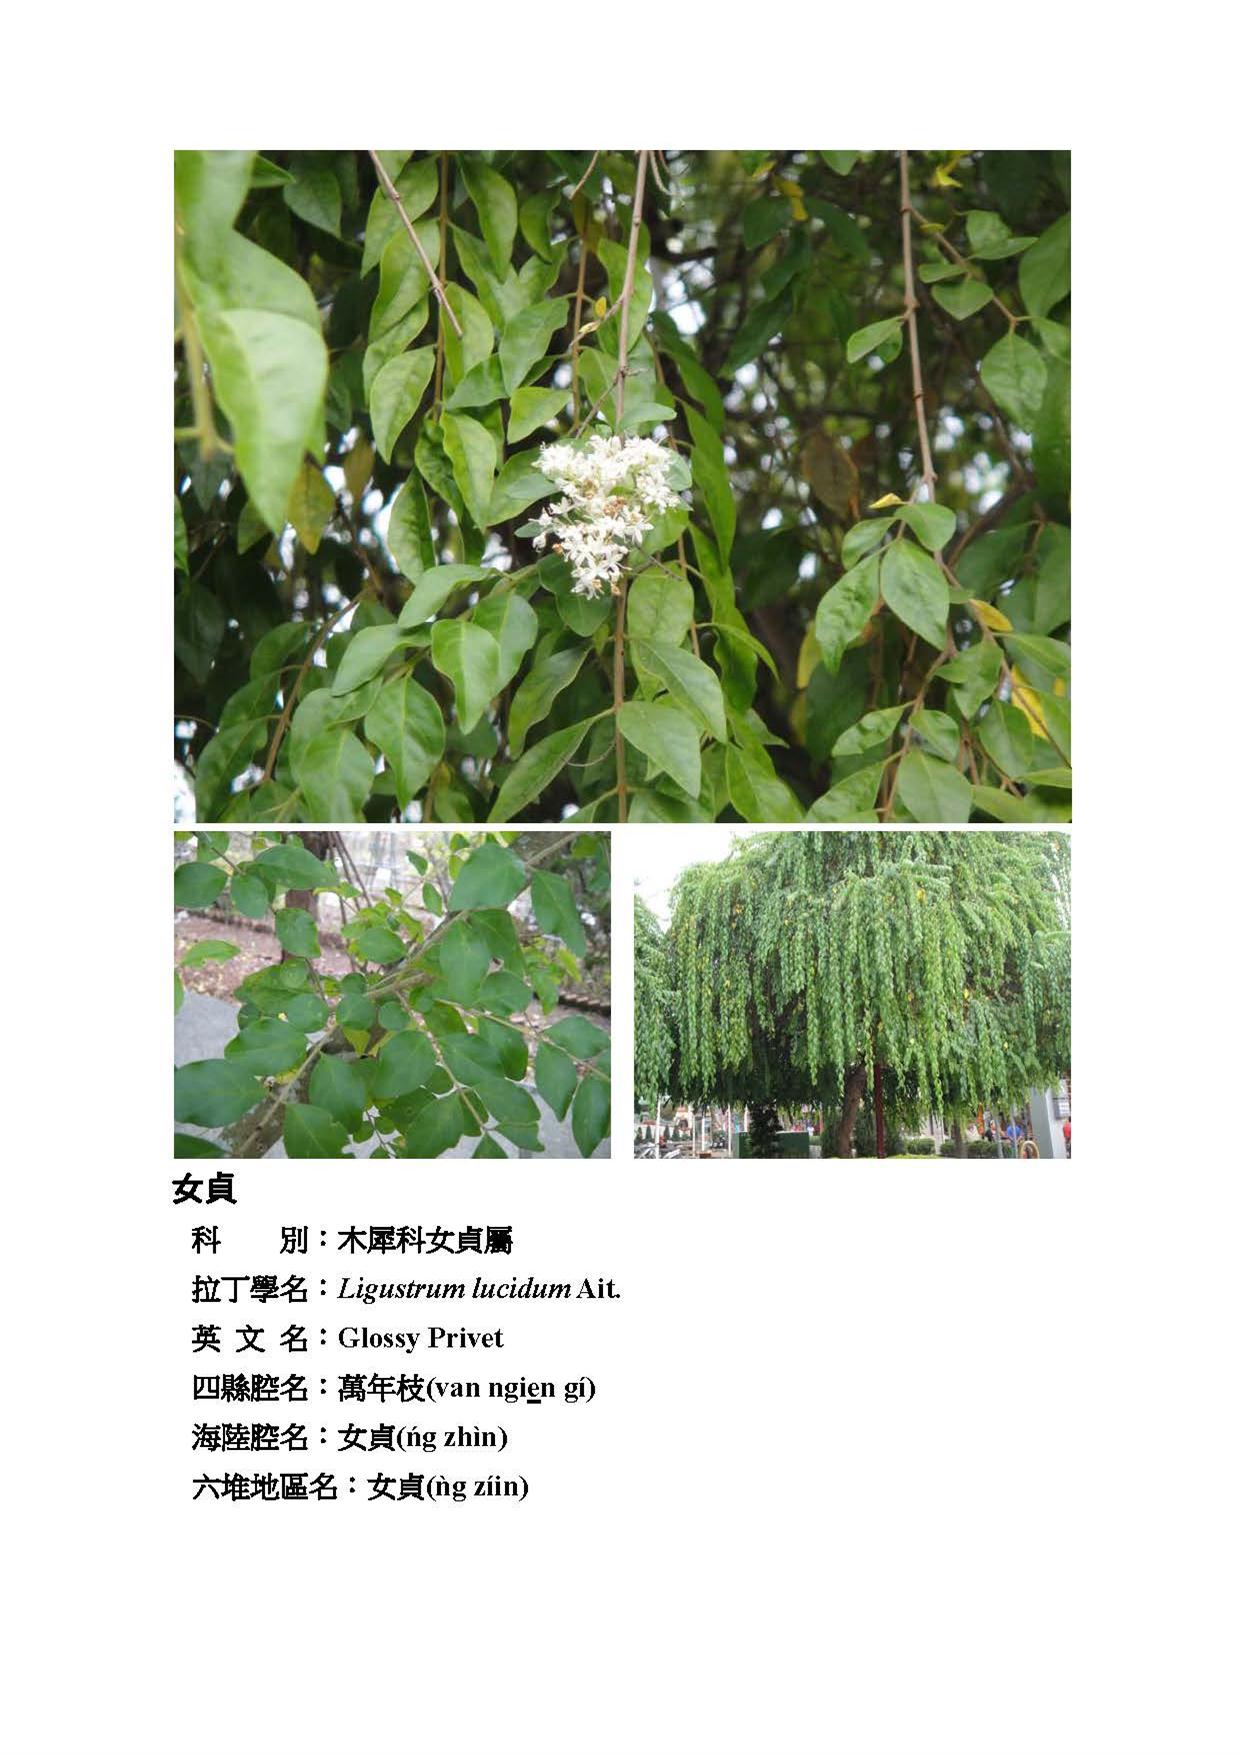 女貞
科　　別：木犀科女貞屬
拉丁學名：Ligustrum lucidum Ait.
英 文 名：Glossy Privet
四縣腔名：萬年枝(van ngien gí)
海陸腔名：女貞(ńg zhìn)
六堆地區名：女貞(ǹg zíin)